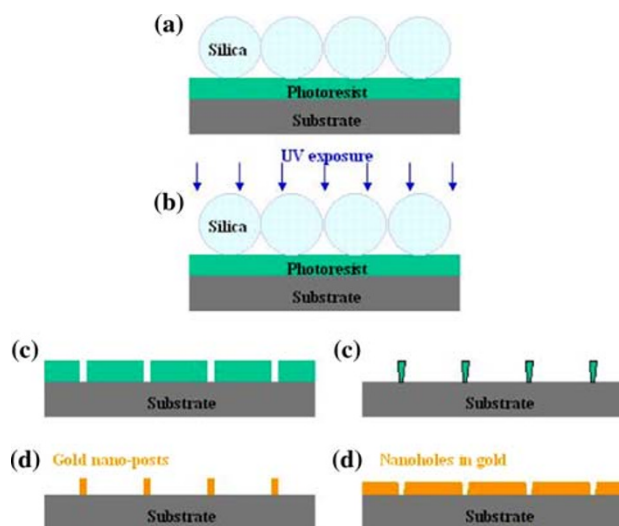 (a)
Silica
Photoresist
Substrate
UV exposure
(b)
Silica
Photoresist
Substrate
(c)
Substrate
(c)
Substrate
(d) Gold nano-posts
Substrate
(d) Nanoholes in gold
Substrate